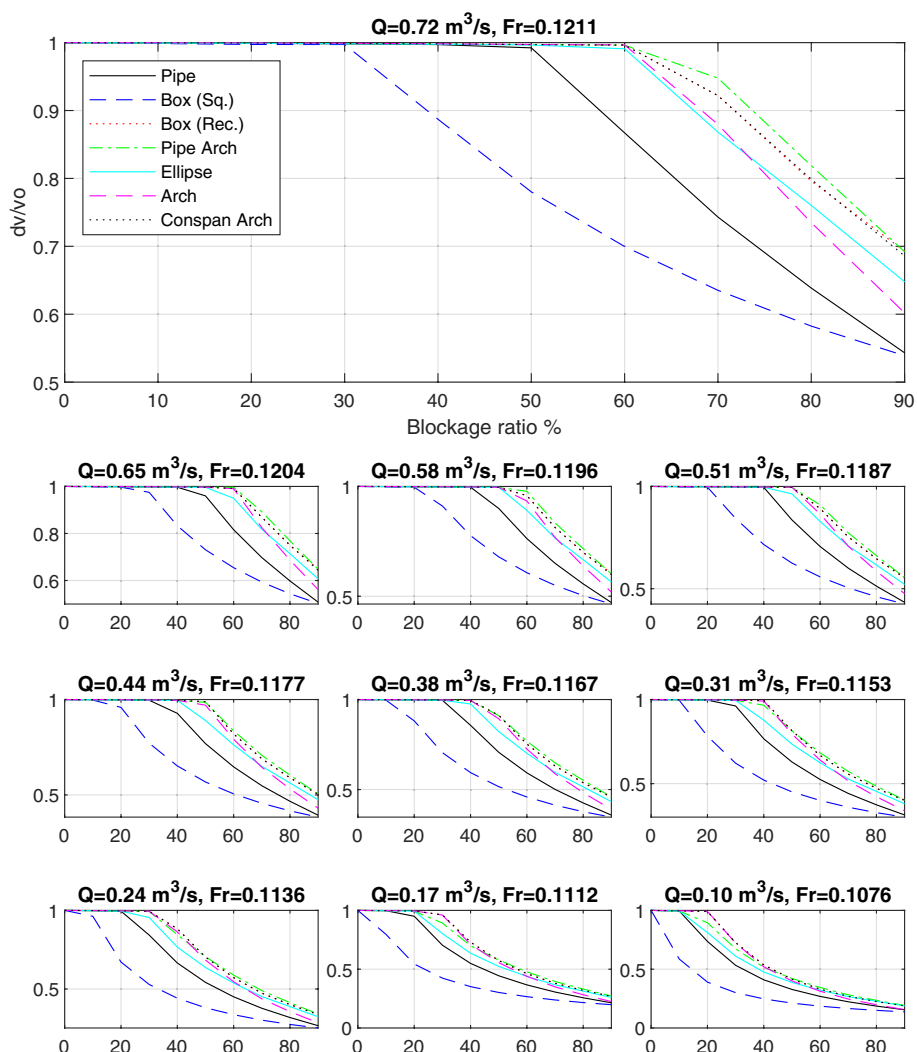 Q=0.72 m³/s, Fr=0.1211
1
0.9
0.8
0.7
0.6
0.5
dv/vo
Pipe
Box (Sq.)
Box (Rec.)
Pipe Arch
Ellipse
Arch
Conspan Arch
0 10 20 30 40 50 60 70 80 90
Blockage ratio %
Q=0.65 m³/s, Fr=0.1204
1
0.8
0.6
0 20 40 60 80
Q=0.58 m³/s, Fr=0.1196
1
0.5
0 20 40 60 80
Q=0.51 m³/s, Fr=0.1187
1
0.5
0 20 40 60 80
Q=0.44 m³/s, Fr=0.1177
1
0.5
0 20 40 60 80
Q=0.38 m³/s, Fr=0.1167
1
0.5
0 20 40 60 80
Q=0.31 m³/s, Fr=0.1153
1
0.5
0 20 40 60 80
Q=0.24 m³/s, Fr=0.1136
1
0.5
0 20 40 60 80
Q=0.17 m³/s, Fr=0.1112
1
0.5
0
0 20 40 60 80
Q=0.10 m³/s, Fr=0.1076
1
0.5
0
0 20 40 60 80